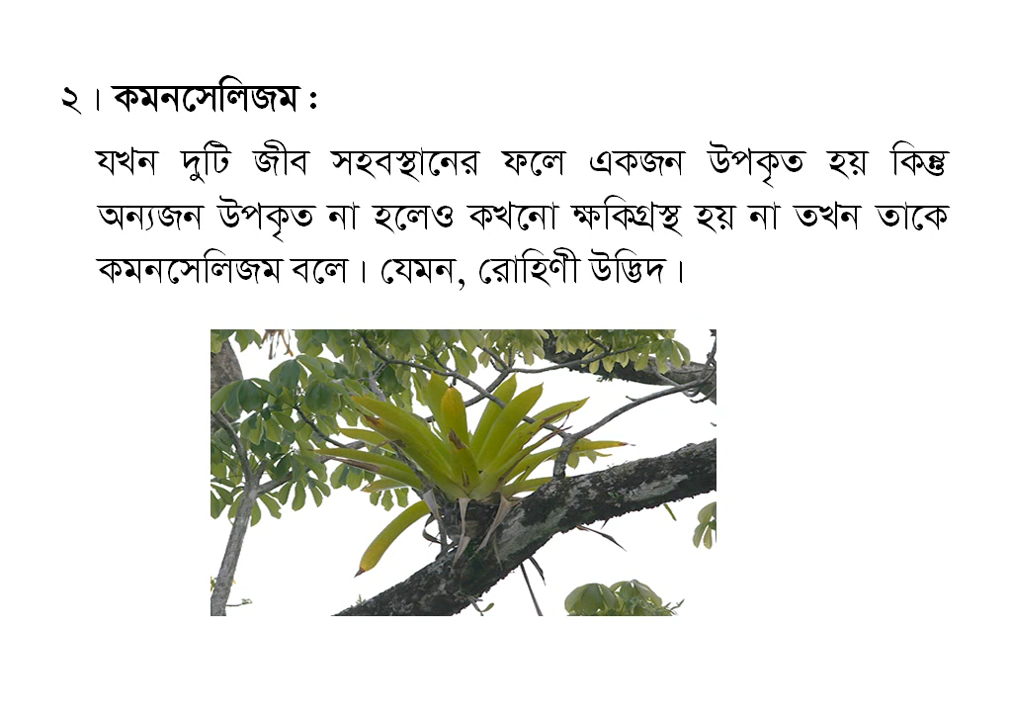 ২। কমনসেলিজম :
যখন দুটি জীব সহবস্থানের ফলে একজন উপকৃত হয় কিন্তু
অন্যজন উপকৃত না হলেও কখনো ক্ষকিগ্রস্থ হয় না তখন তাকে
কমনসেলিজম বলে। যেমন, রোহিণী উদ্ভিদ।